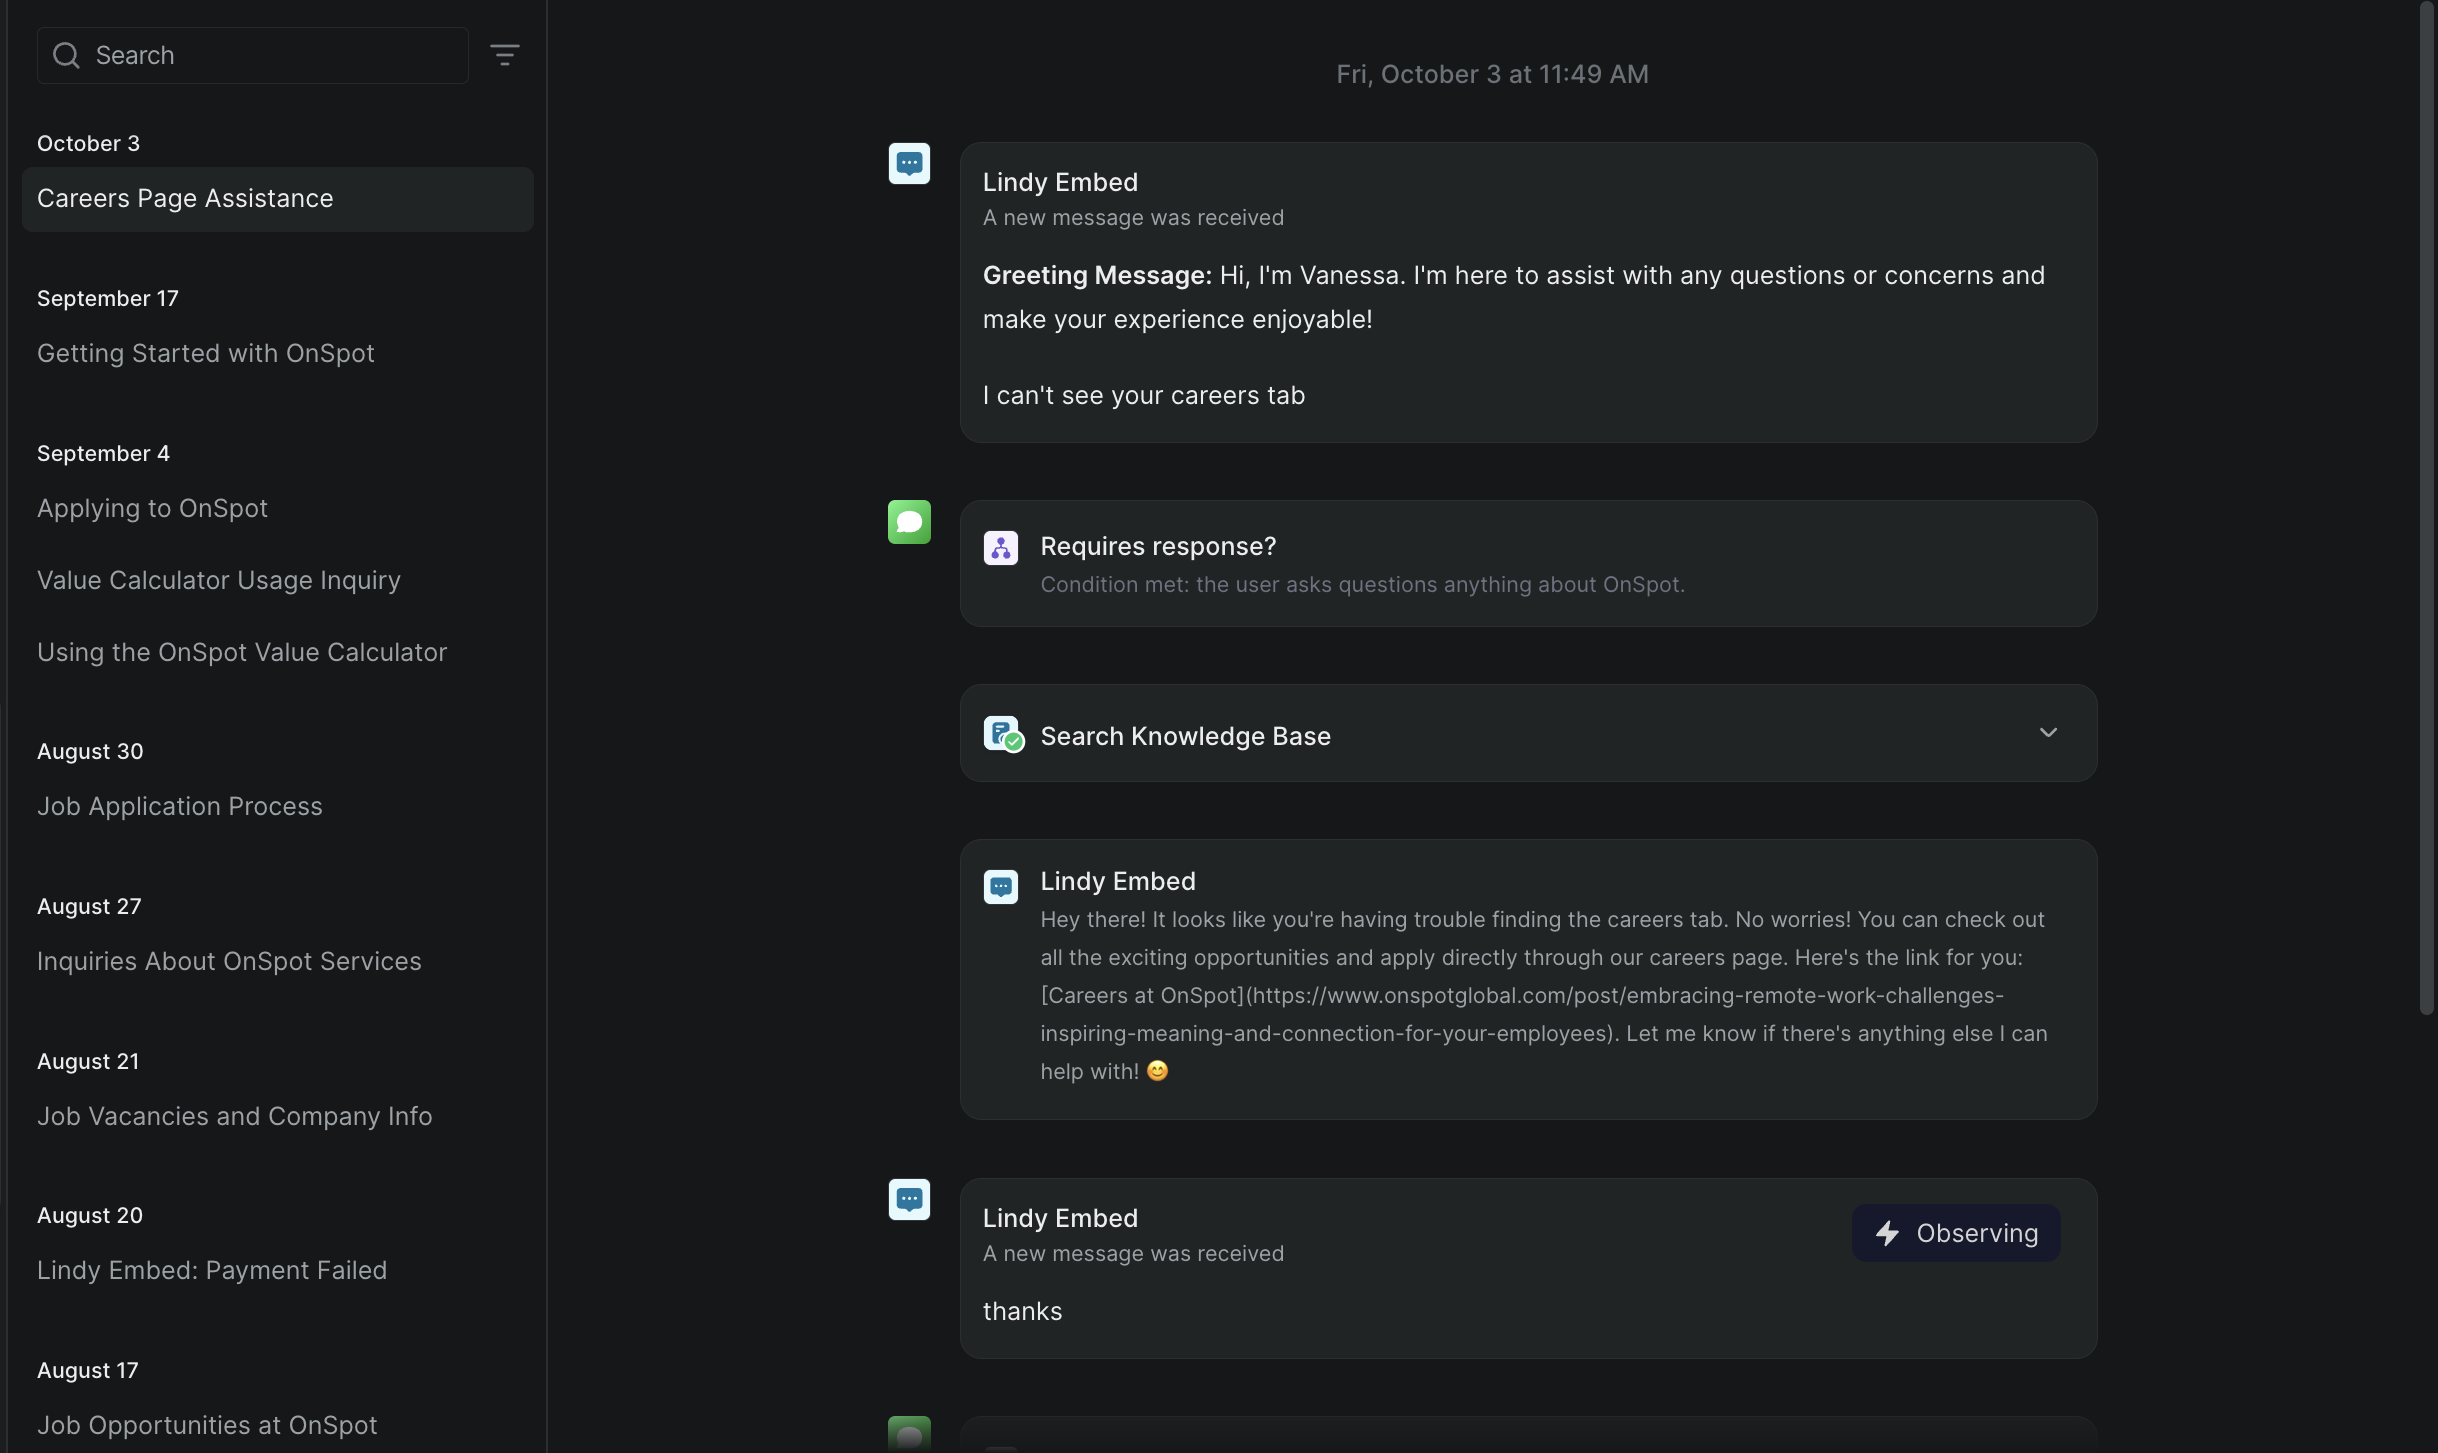 Search
October 3
Careers Page Assistance
September 17
Getting Started with OnSpot
September 4
Applying to OnSpot
Value Calculator Usage Inquiry
Using the OnSpot Value Calculator
August 30
Job Application Process
August 27
Inquiries About OnSpot Services
August 21
Job Vacancies and Company Info
August 20
Lindy Embed: Payment Failed
August 17
Job Opportunities at OnSpot
Fri, October 3 at 11:49 AM
Lindy Embed
A new message was received
Greeting Message: Hi, I'm Vanessa. I'm here to assist with any questions or concerns and
make your experience enjoyable!
I can't see your careers tab
Requires response?
Condition met: the user asks questions anything about OnSpot.
Search Knowledge Base
Lindy Embed
Hey there! It looks like you're having trouble finding the careers tab. No worries! You can check out
all the exciting opportunities and apply directly through our careers page. Here's the link for you:
[Careers at OnSpot](https://www.onspotglobal.com/post/embracing-remote-work-challenges-
inspiring-meaning-and-connection-for-your-employees). Let me know if there's anything else I can
help with! 😊
Lindy Embed
A new message was received
Observing
thanks